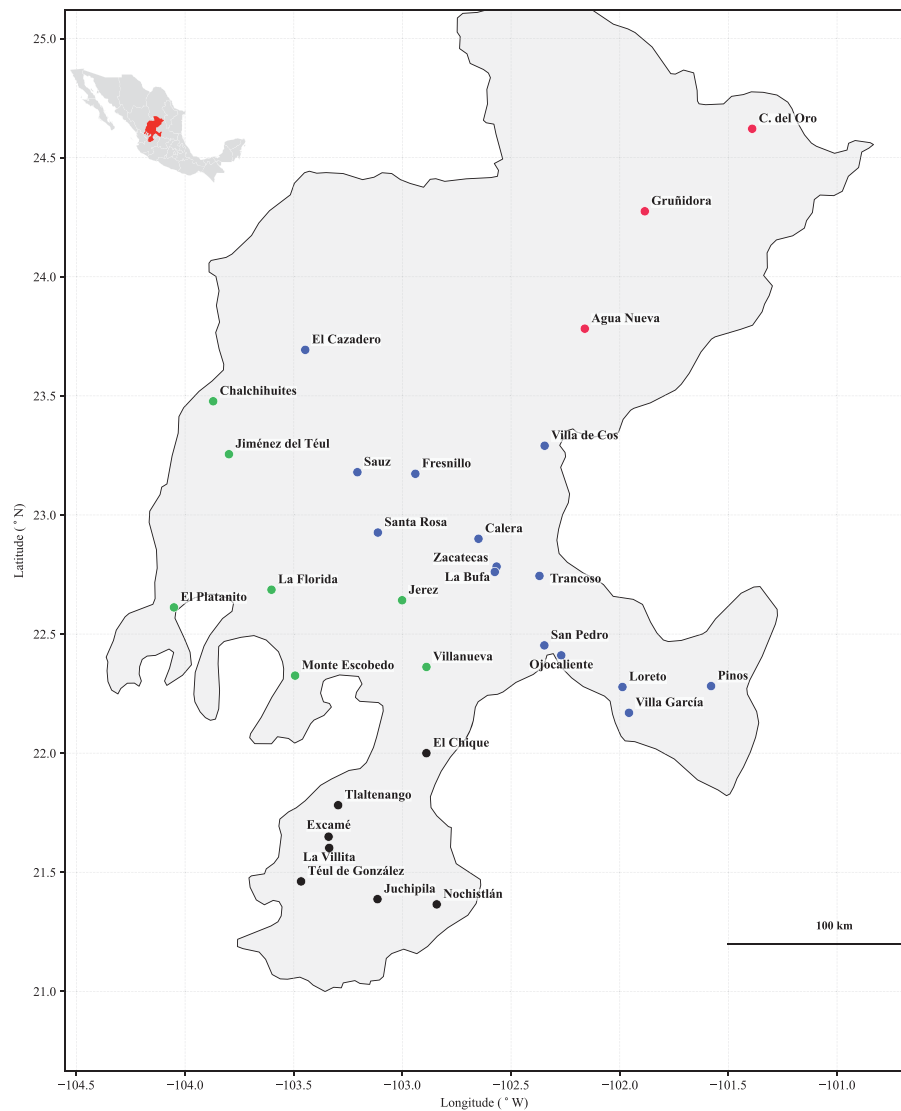 25.0
C. del Oro
24.5
Gruñidora
24.0
Agua Nueva
El Cazadero
23.5
Chalchihuites
Jiménez del Téul
Villa de Cos
Sauz
Fresnillo
23.0
Santa Rosa
Calera
Zacatecas
La Bufa
Trancoso
La Florida
Jerez
El Platanito
22.5
San Pedro
Ojocaliente
Villanueva
Monte Escobedo
Loreto
Pinos
Villa García
22.0
El Chique
Tlaltenango
Excamé
La Villita
21.5
Téul de González
Juchipila
Nochistlán
100 km
21.0
Latitude ( ° N)
−104.5 −104.0 −103.5 −103.0 −102.5 −102.0 −101.5 −101.0
Longitude ( ° W)